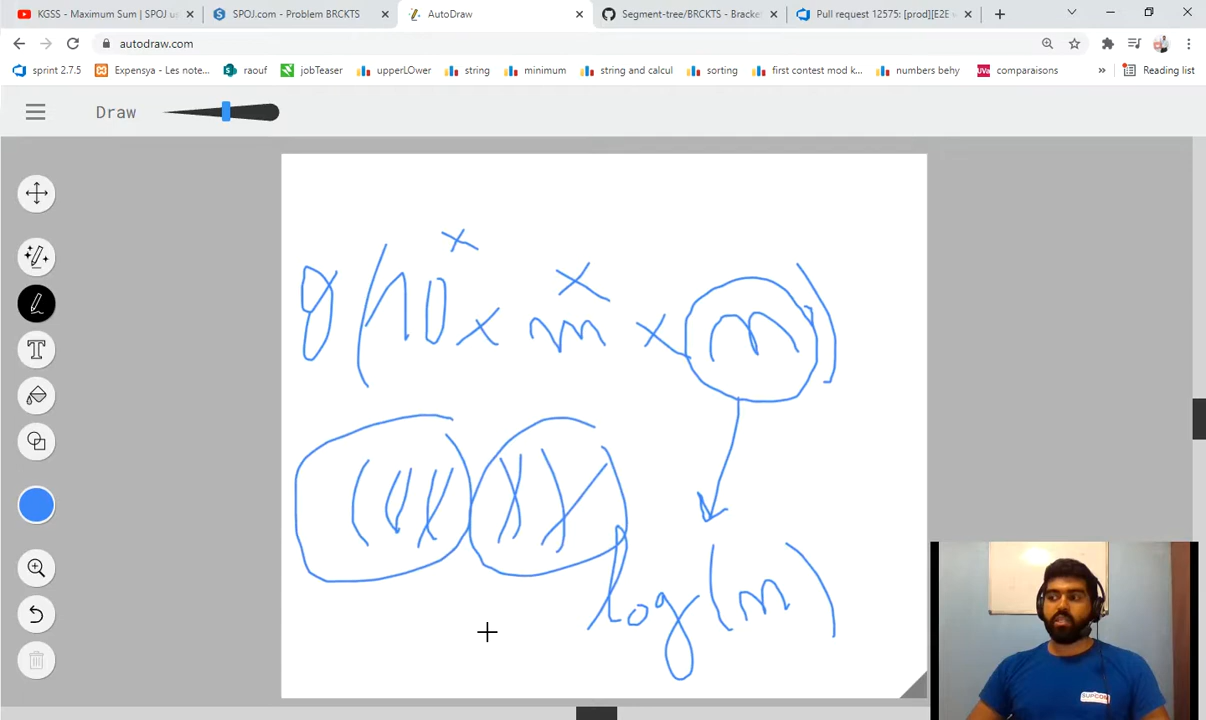 KGSS - Maximum Sum | SPOJ u
SPOJ.com - Problem BRCKTS
AutoDraw
Segment-tree/BRCKTS - Bracke
Pull request 12575: [prod][E2E
autodraw.com
sprint 2.7.5
Expensya - Les note...
raouf
jobTeaser
upperLOwer
string
minimum
string and calcul
sorting
first contest mod k...
numbers behy
comparaisons
»
Reading list
Draw
(10 x m x m)
log(m)
T
SUPCOM